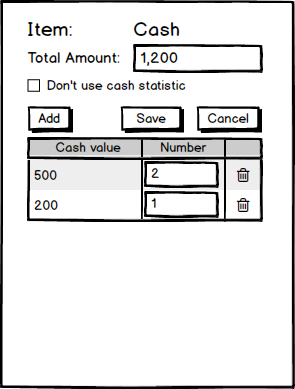 Item: Cash
Total Amount: 1,200
Don't use cash statistic
Add Save Cancel
Cash value Number
500 2
200 1